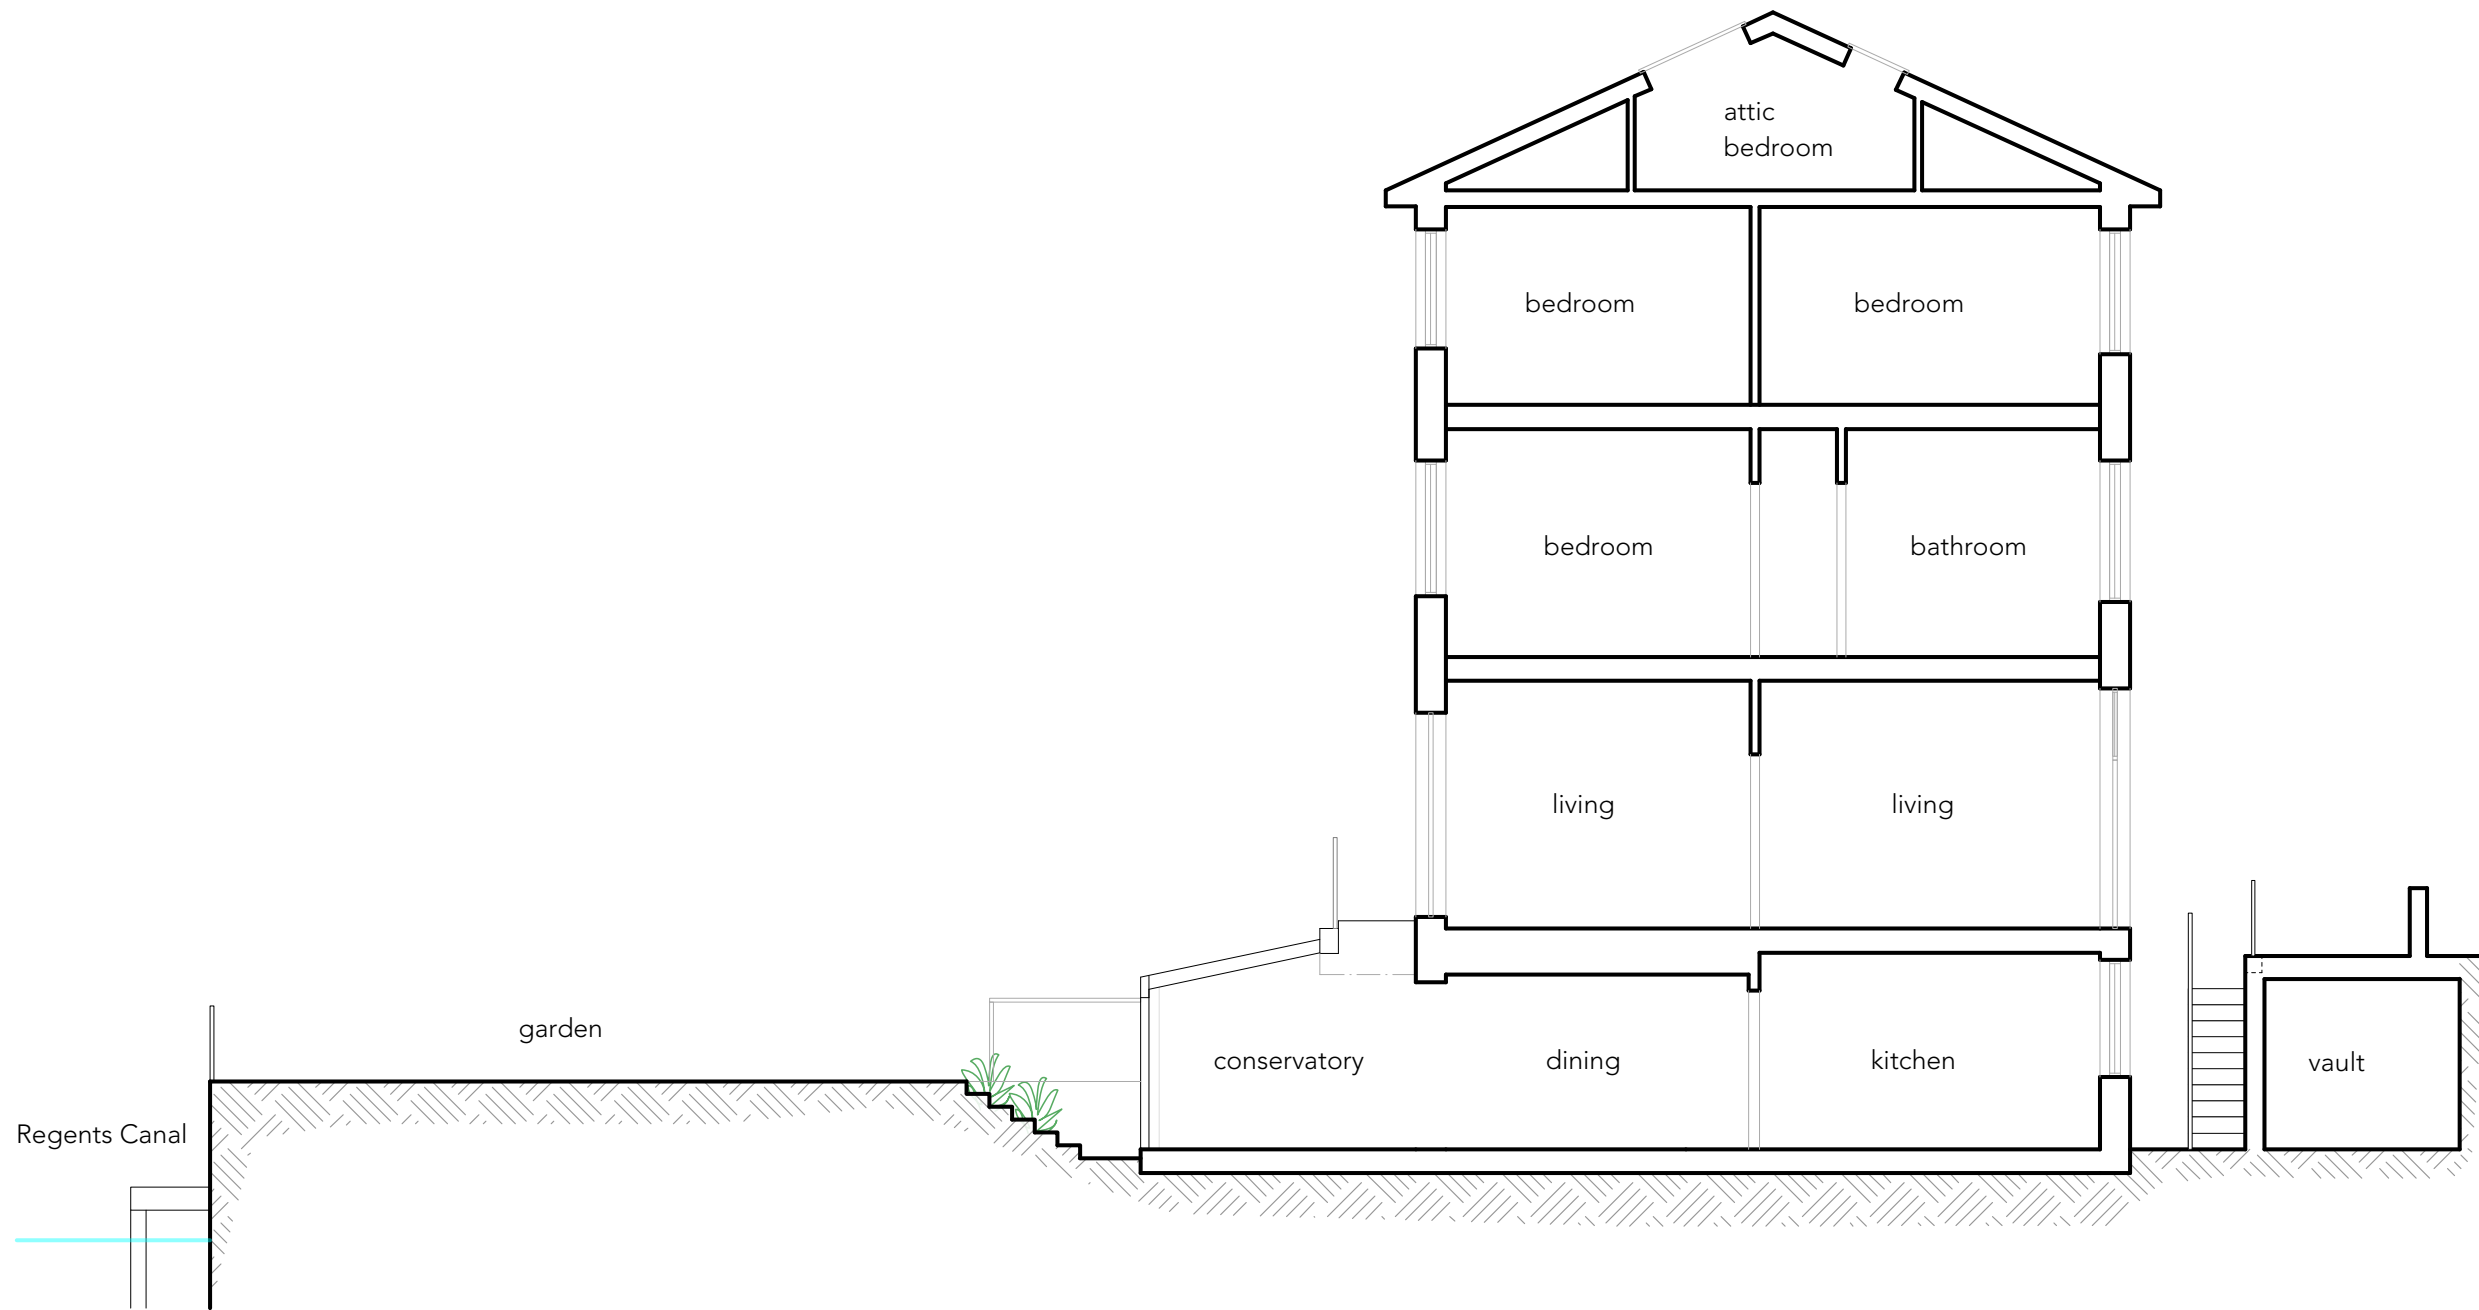 attic
bedroom
bedroom
bedroom
bedroom
bathroom
living
living
garden
conservatory
dining
kitchen
vault
Regents Canal